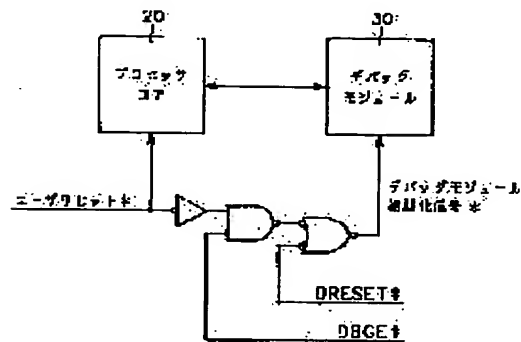 20
30
プロセッサ
コア
デバッグ
モジュール
ユーザリセット*
デバッグモジュール
初期化信号*
DRESET*
DBGE*